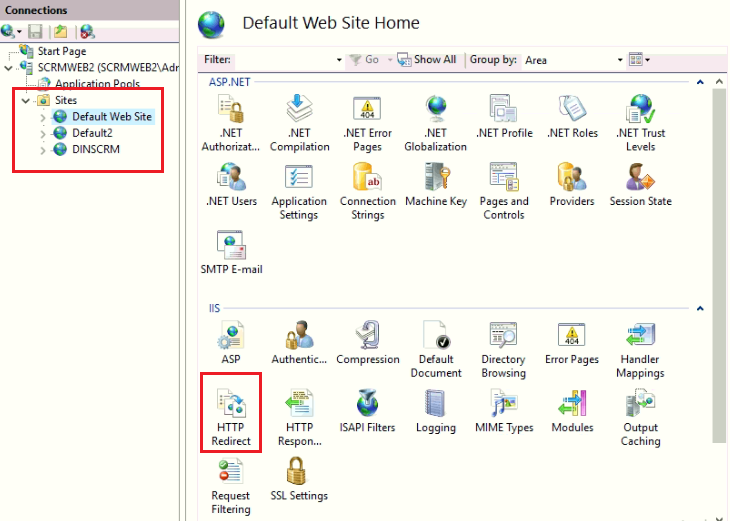 Connections
Start Page
SCRMWEB2 (SCRMWEB2\Adr
Application Pools
Sites
Default Web Site
Default2
DINSCRM
Default Web Site Home
Filter: Go Show All Group by: Area
ASP.NET
.NET Authorizat...
.NET Compilation
.NET Error Pages
.NET Globalization
.NET Profile
.NET Roles
.NET Trust Levels
.NET Users
Application Settings
Connection Strings
Machine Key
Pages and Controls
Providers
Session State
SMTP E-mail
IIS
ASP
Authentic...
Compression
Default Document
Directory Browsing
Error Pages
Handler Mappings
HTTP Redirect
HTTP Respon...
ISAPI Filters
Logging
MIME Types
Modules
Output Caching
Request Filtering
SSL Settings